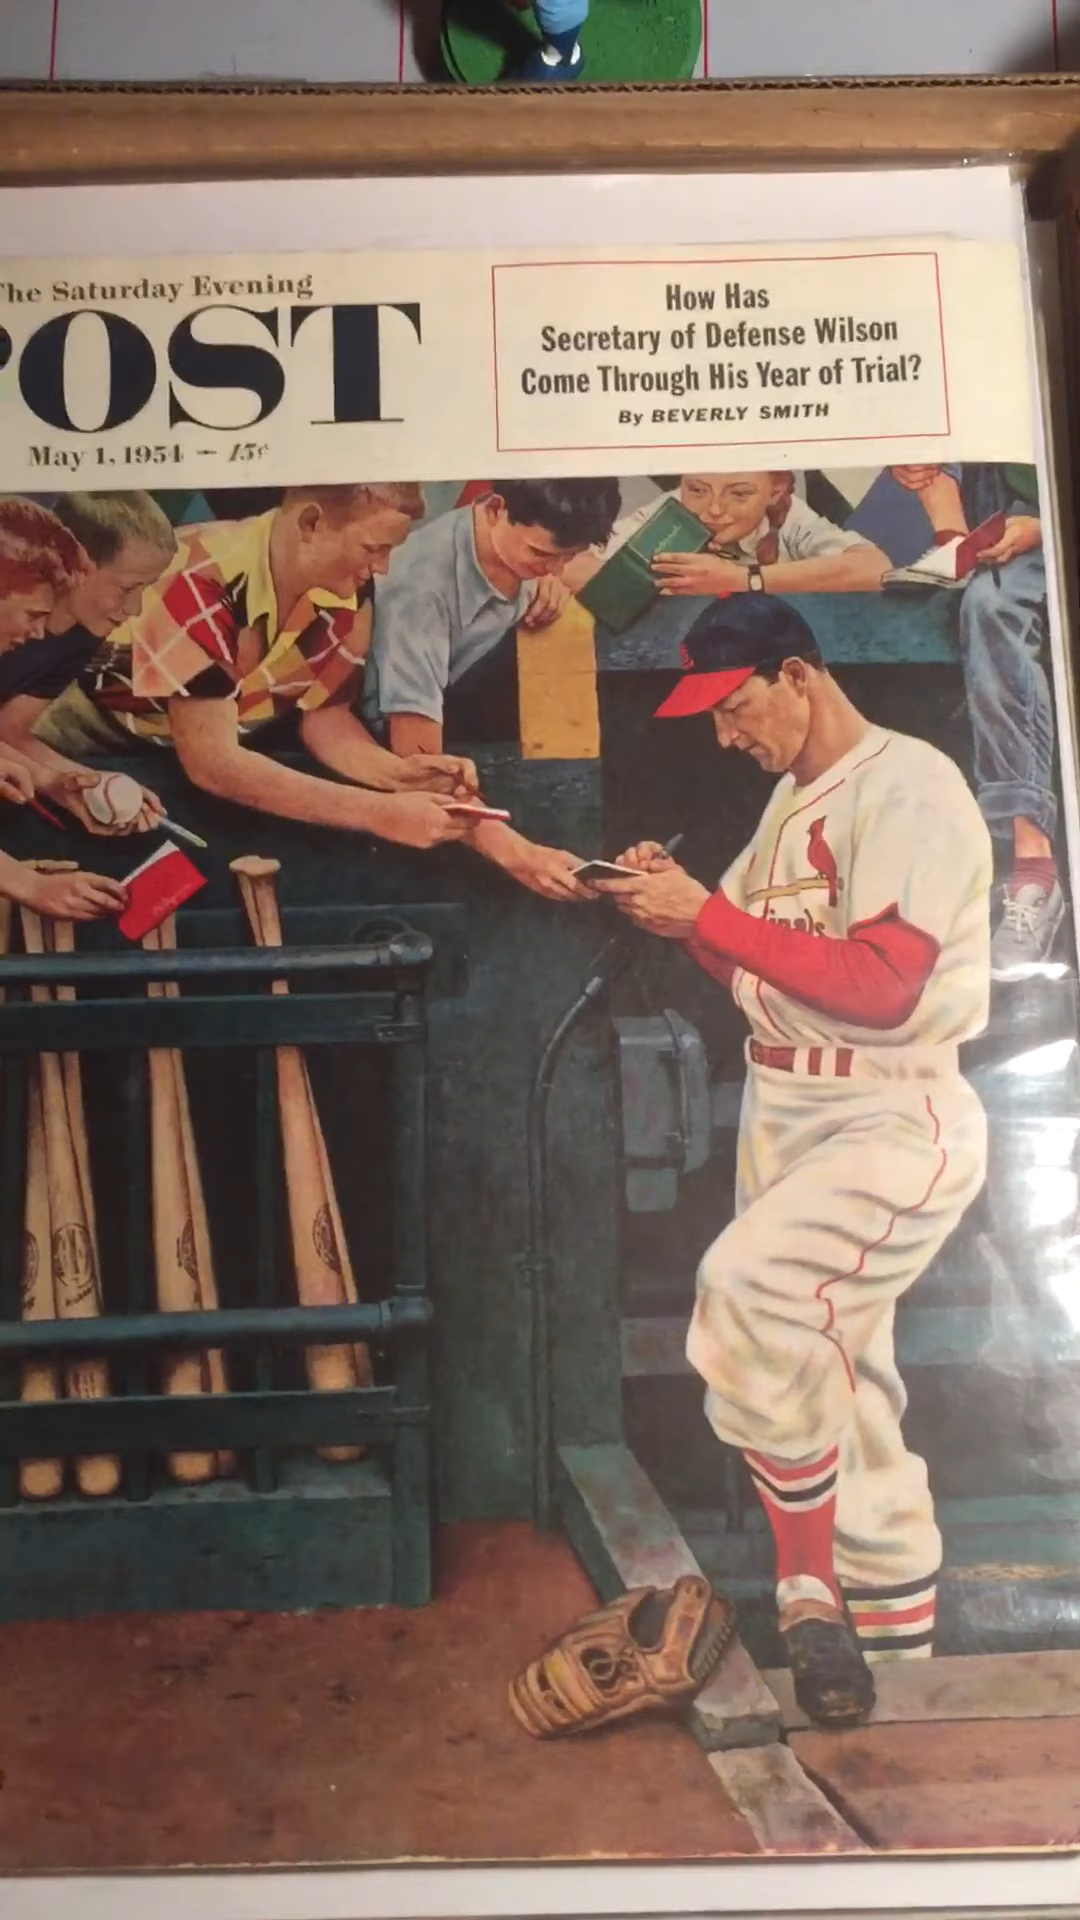 The Saturday Evening
POST
May 1, 1954 — 15¢
How Has
Secretary of Defense Wilson
Come Through His Year of Trial?
By BEVERLY SMITH
inals